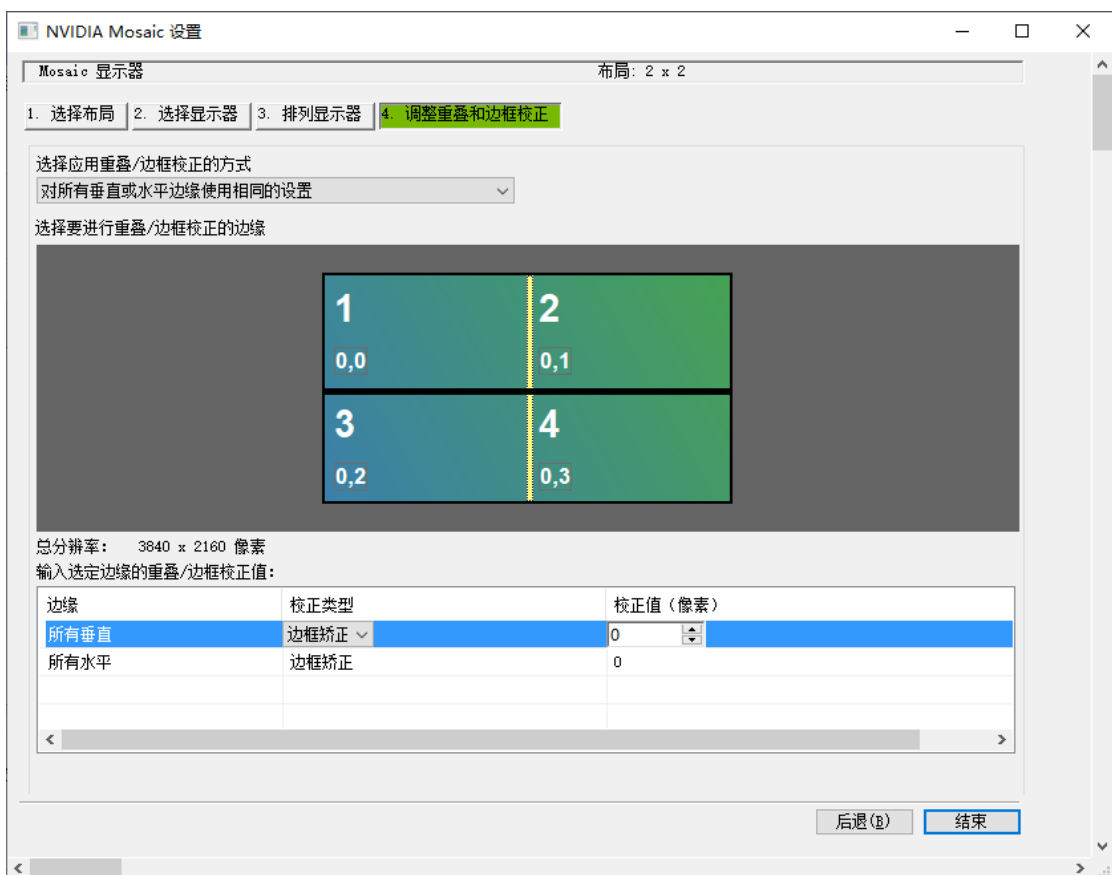 NVIDIA Mosaic 设置
Mosaic 显示器 布局: 2 x 2
1. 选择布局 2. 选择显示器 3. 排列显示器 4. 调整重叠和边框校正
选择应用重叠/边框校正的方式
对所有垂直或水平边缘使用相同的设置
选择要进行重叠/边框校正的边缘
1 2
0,0 0,1
3 4
0,2 0,3
总分辨率: 3840 x 2160 像素
输入选定边缘的重叠/边框校正值:
边缘 校正类型 校正值（像素）
所有垂直 边框矫正 0
所有水平 边框矫正 0
后退(B) 结束